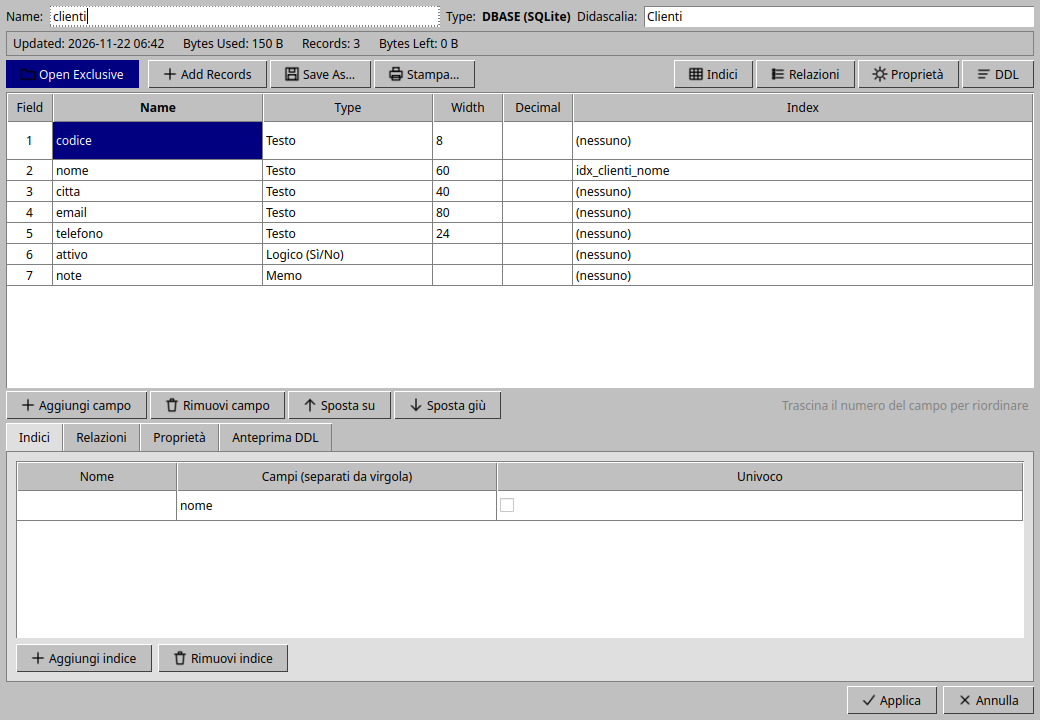 Name: clienti Type: DBASE (SQLite) Didascalia: Clienti
Updated: 2026-11-22 06:42 Bytes Used: 150 B Records: 3 Bytes Left: 0 B
Open Exclusive Add Records Save As... Stampa... Indici Relazioni Proprietà DDL
Field Name Type Width Decimal Index
1 codice Testo 8 (nessuno)
2 nome Testo 60 idx_clienti_nome
3 citta Testo 40 (nessuno)
4 email Testo 80 (nessuno)
5 telefono Testo 24 (nessuno)
6 attivo Logico (Sì/No) (nessuno)
7 note Memo (nessuno)
Aggiungi campo Rimuovi campo Sposta su Sposta giù Trascina il numero del campo per riordinare
Indici Relazioni Proprietà Anteprima DDL
Nome Campi (separati da virgola) Univoco
nome
Aggiungi indice Rimuovi indice
Applica Annulla